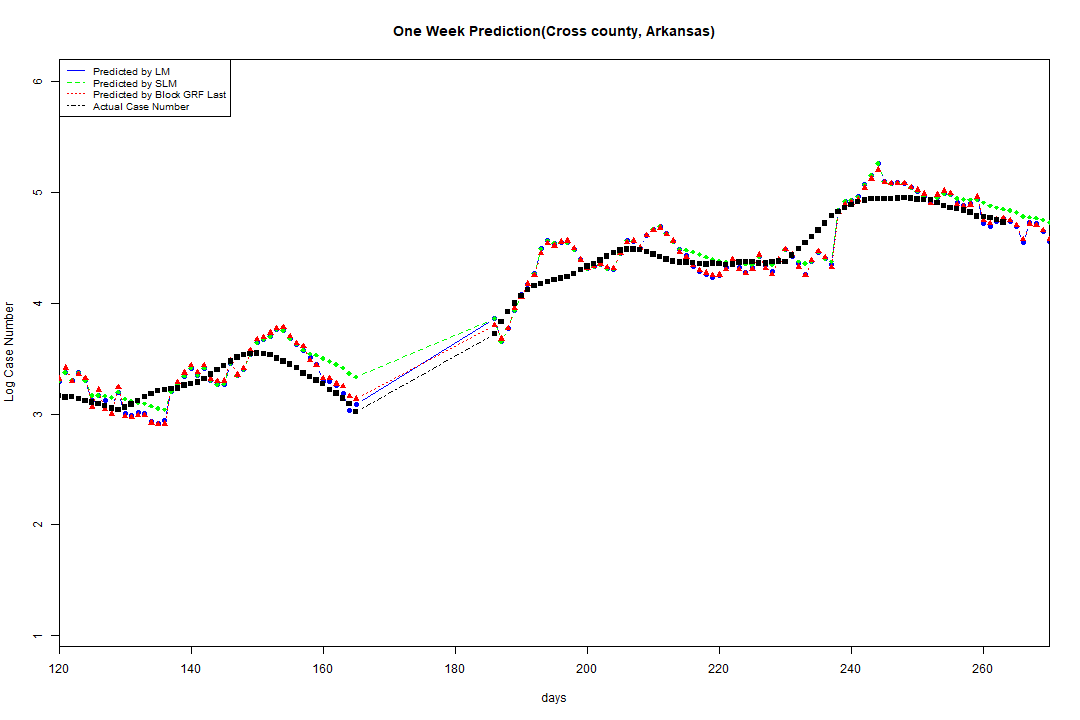 One Week Prediction(Cross county, Arkansas)
Predicted by LM
Predicted by SLM
Predicted by Block GRF Last
Actual Case Number
Log Case Number
6
5
4
3
2
1
120 140 160 180 200 220 240 260
days